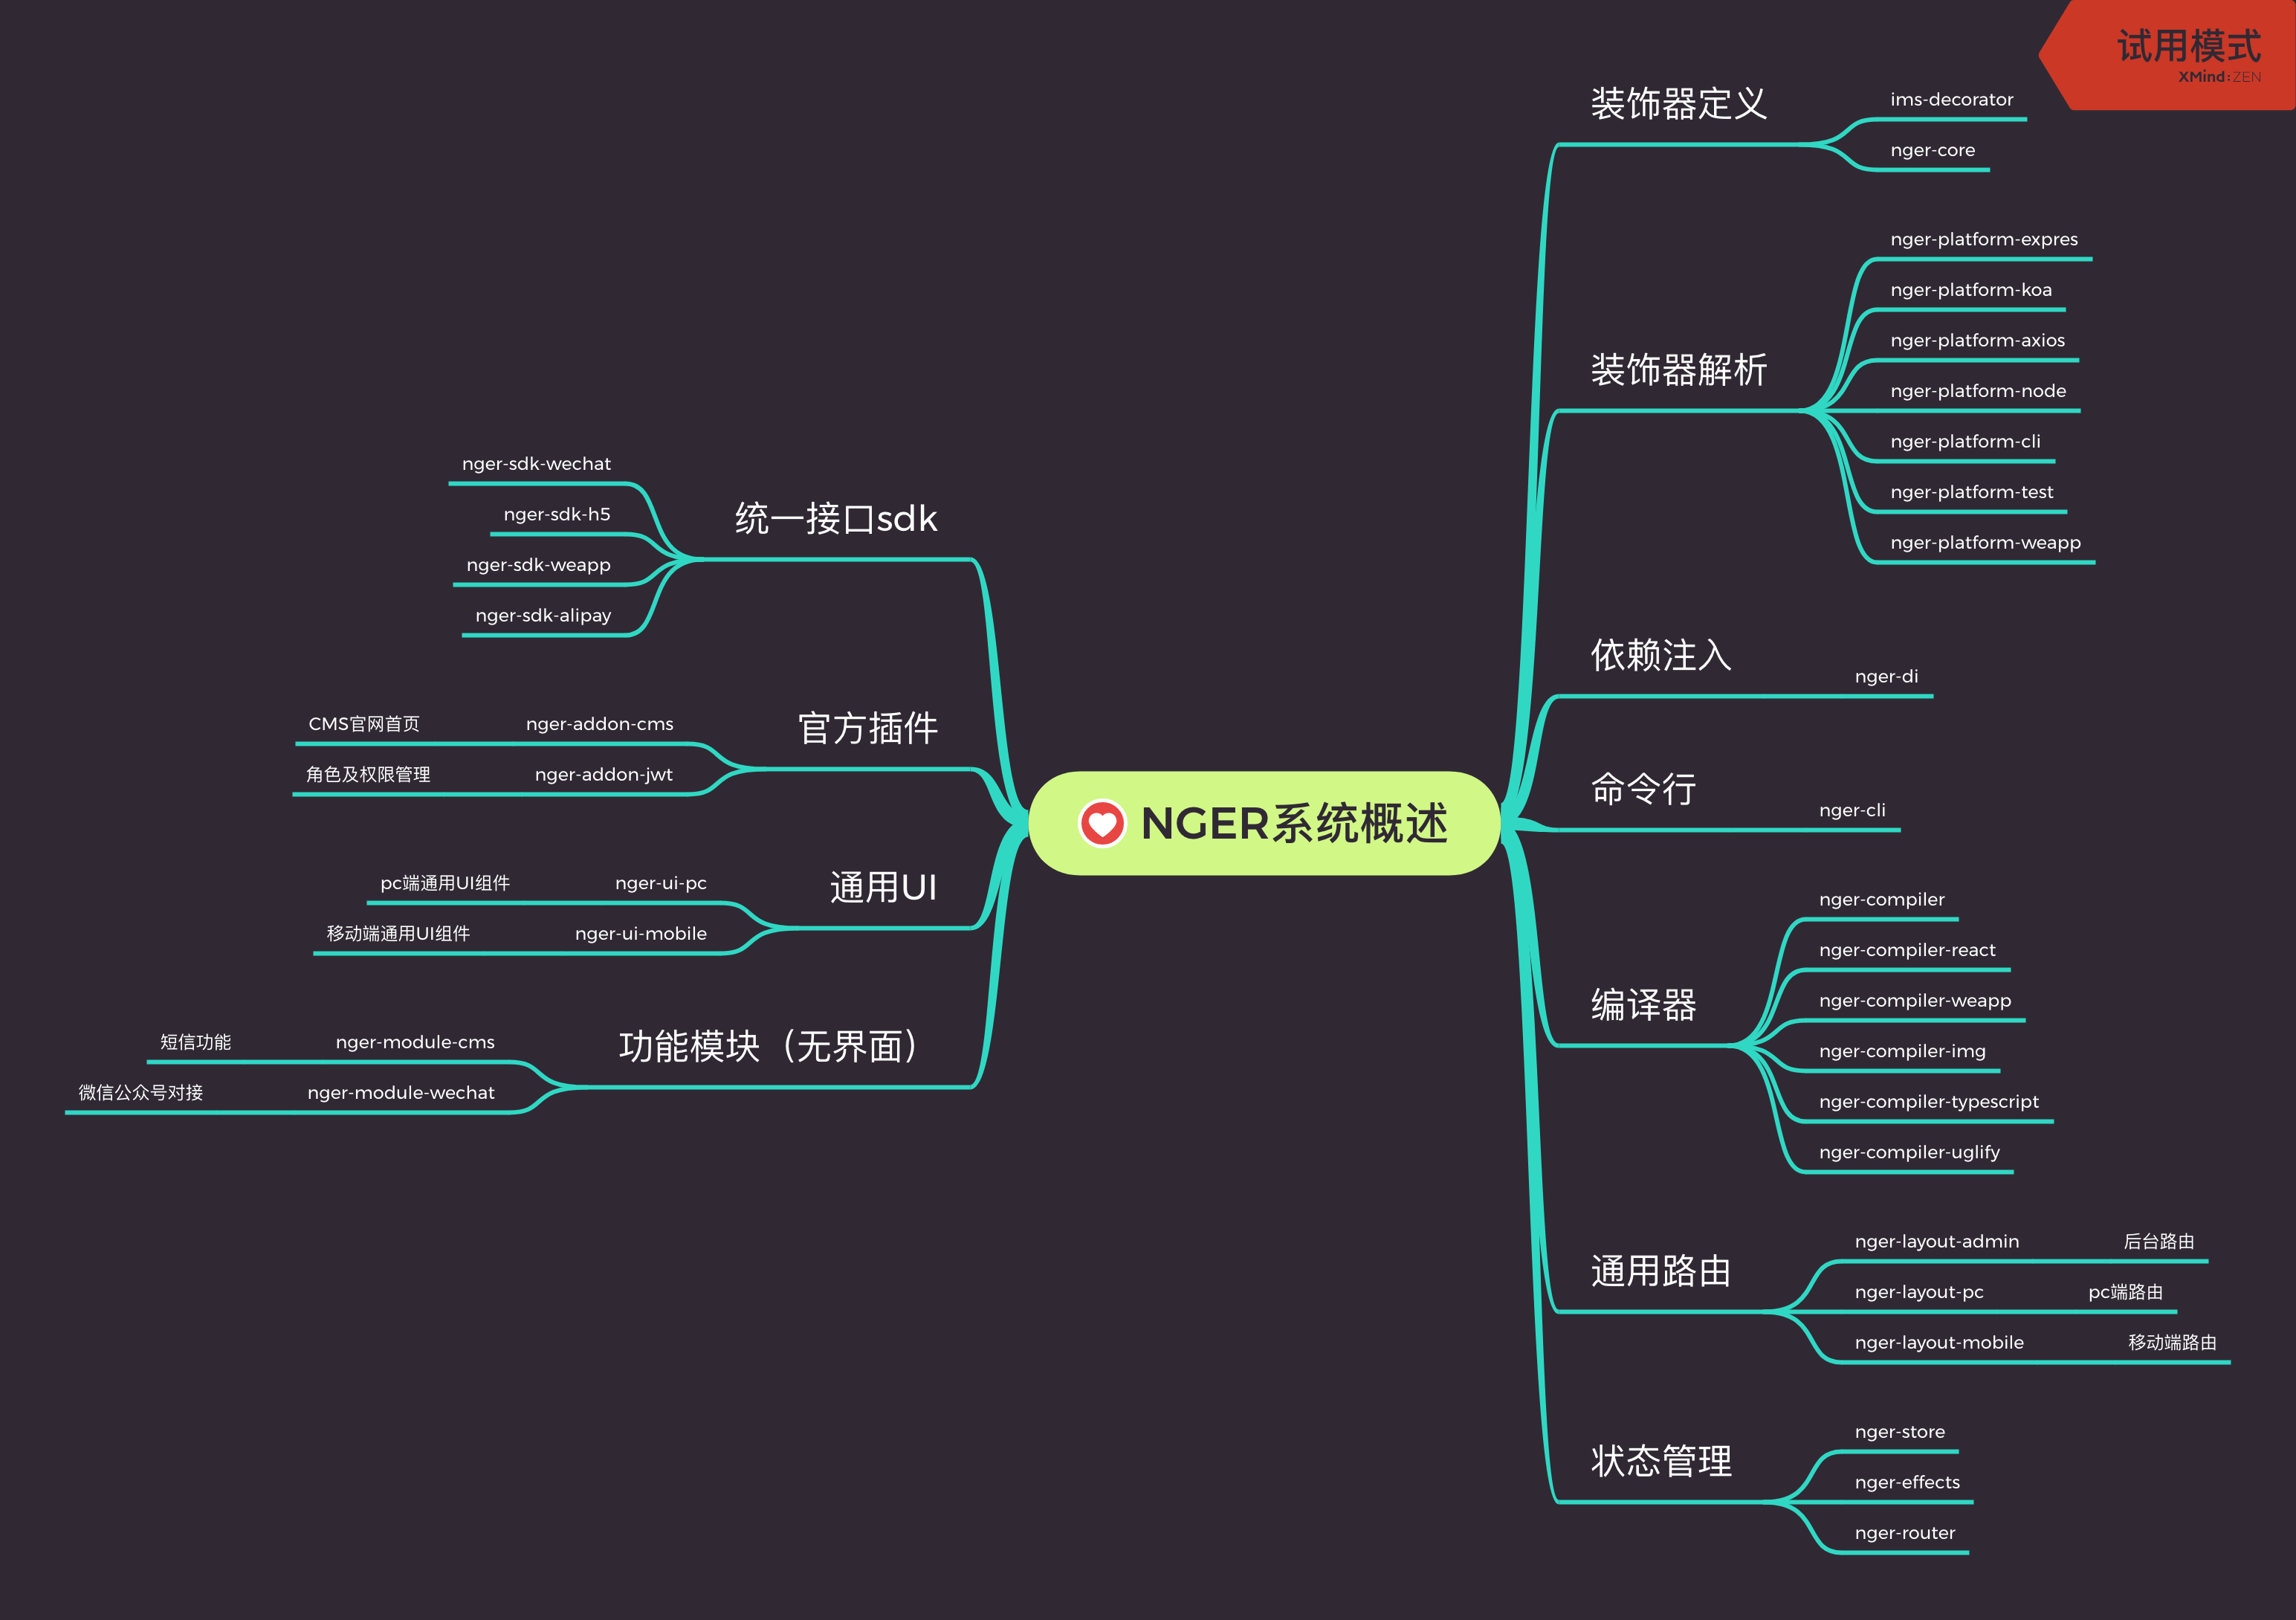 试用模式
XMind:ZEN
NGER系统概述
装饰器定义
ims-decorator
nger-core
装饰器解析
nger-platform-expres
nger-platform-koa
nger-platform-axios
nger-platform-node
nger-platform-cli
nger-platform-test
nger-platform-weapp
依赖注入
nger-di
命令行
nger-cli
编译器
nger-compiler
nger-compiler-react
nger-compiler-weapp
nger-compiler-img
nger-compiler-typescript
nger-compiler-uglify
通用路由
nger-layout-admin
后台路由
nger-layout-pc
pc端路由
nger-layout-mobile
移动端路由
状态管理
nger-store
nger-effects
nger-router
统一接口sdk
nger-sdk-wechat
nger-sdk-h5
nger-sdk-weapp
nger-sdk-alipay
官方插件
nger-addon-cms
CMS官网首页
nger-addon-jwt
角色及权限管理
通用UI
nger-ui-pc
pc端通用UI组件
nger-ui-mobile
移动端通用UI组件
功能模块（无界面）
nger-module-cms
短信功能
nger-module-wechat
微信公众号对接